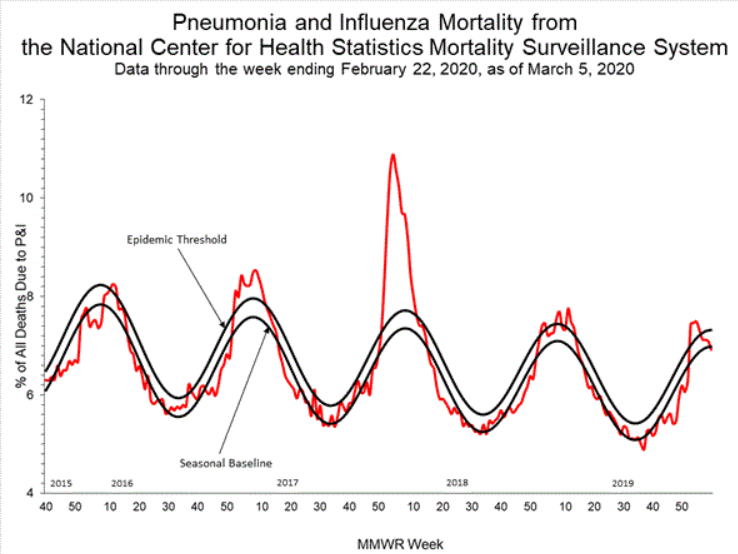 Pneumonia and Influenza Mortality from
the National Center for Health Statistics Mortality Surveillance System
Data through the week ending February 22, 2020, as of March 5, 2020
12
10
8
6
4
% of All Deaths Due to P&I
Epidemic Threshold
Seasonal Baseline
2015 2016 2017 2018 2019
40 50 10 20 30 40 50 10 20 30 40 50 10 20 30 40 50 10 20 30 40 50
MMWR Week